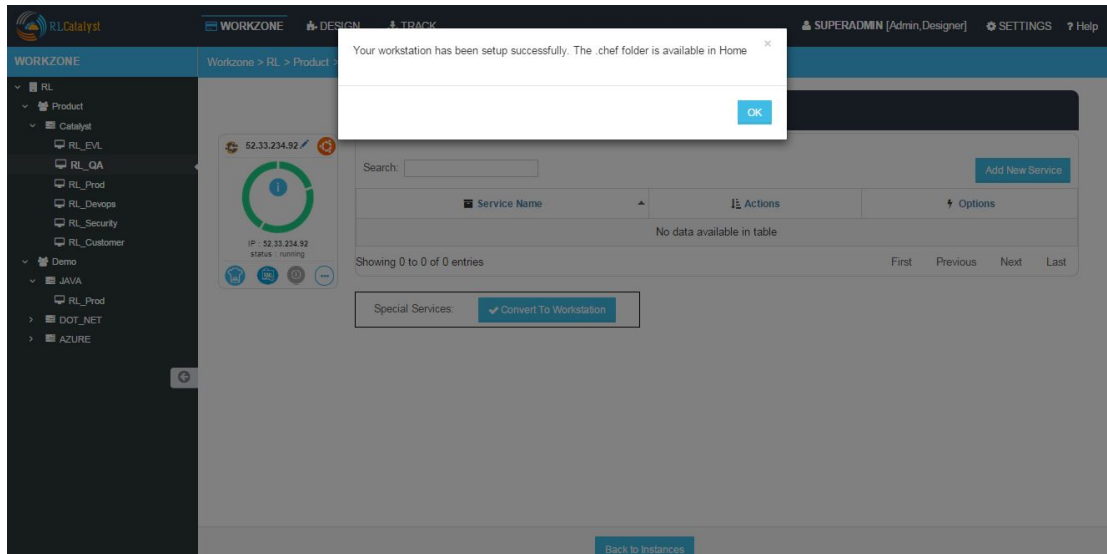 RLCatalyst
WORKZONE DESIGN TRACK SUPERADMIN [Admin,Designer] SETTINGS ? Help
Your workstation has been setup successfully. The .chef folder is available in Home
×
OK
WORKZONE
Workzone > RL > Product >
RL
Product
Catalyst
RL_EVL
RL_QA
RL_Prod
RL_Devops
RL_Security
RL_Customer
Demo
JAVA
RL_Prod
DOT_NET
AZURE
52.33.234.92
IP : 52.33.234.92
status : running
Search:
Add New Service
Service Name Actions Options
No data available in table
Showing 0 to 0 of 0 entries First Previous Next Last
Special Services: Convert To Workstation
Back to Instances